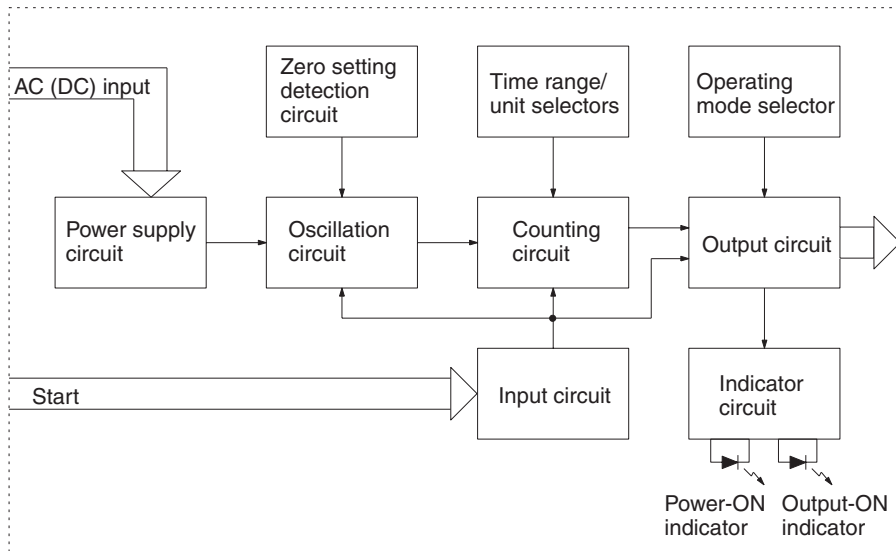 AC (DC) input
Zero setting
detection
circuit
Time range/
unit selectors
Operating
mode selector
Power supply
circuit
Oscillation
circuit
Counting
circuit
Output circuit
Start
Input circuit
Indicator
circuit
Power-ON
indicator
Output-ON
indicator